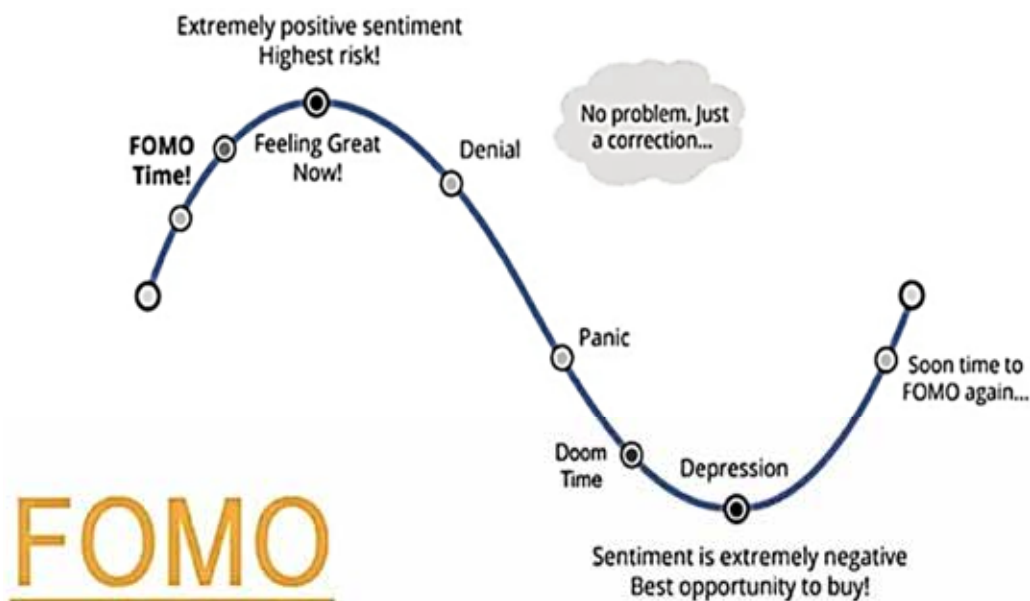 Extremely positive sentiment
Highest risk!
FOMO
Time!
Feeling Great
Now!
Denial
No problem. Just
a correction...
Panic
Soon time to
FOMO again...
Doom
Time
Depression
FOMO
Sentiment is extremely negative
Best opportunity to buy!